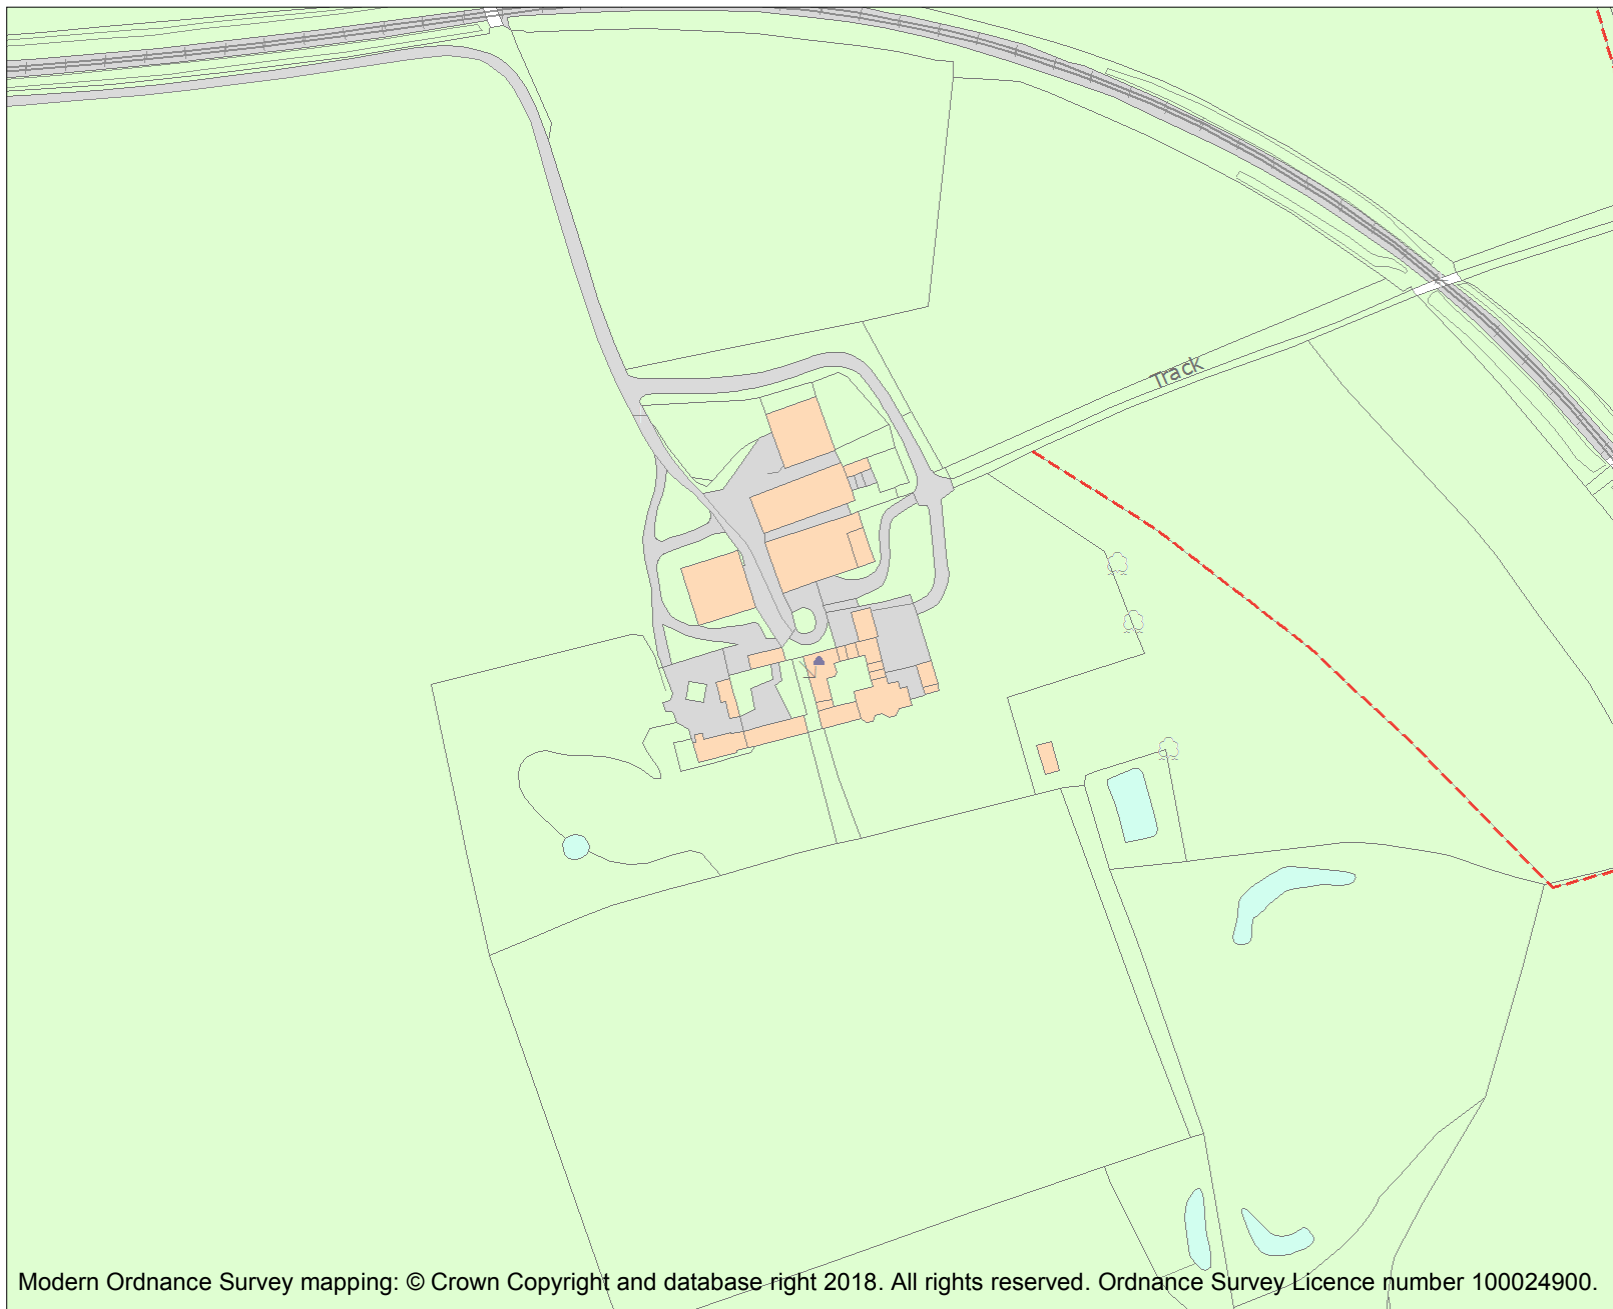 Track
Modern Ordnance Survey mapping: © Crown Copyright and database right 2018. All rights reserved. Ordnance Survey Licence number 100024900.